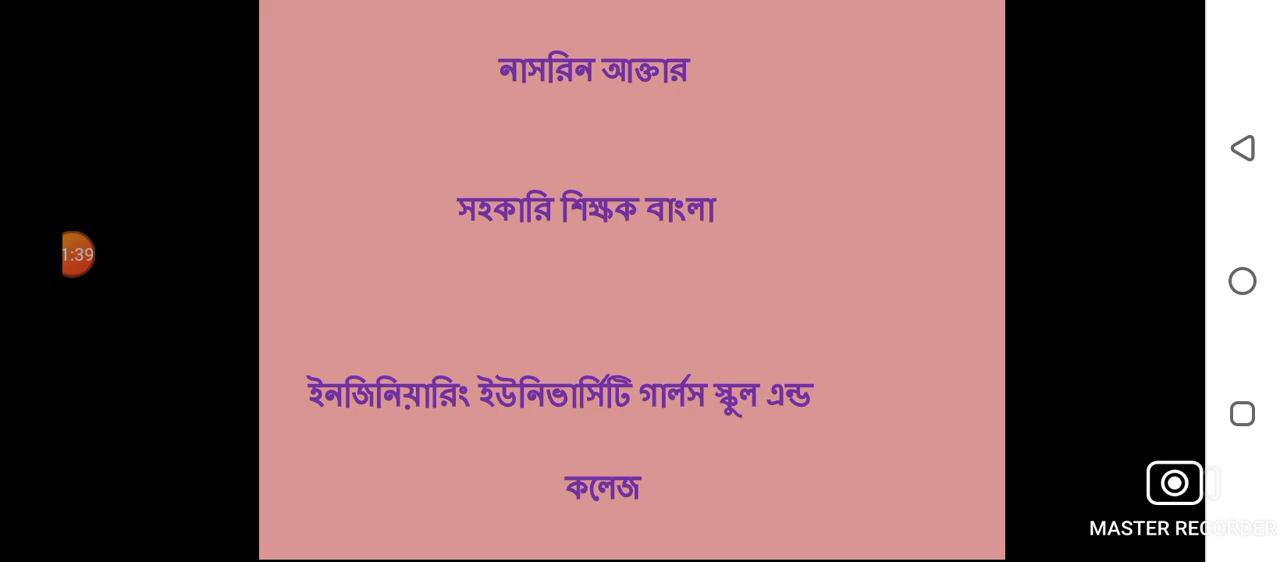 নাসরিন আক্তার
সহকারি শিক্ষক বাংলা
1:39
ইনজিনিয়ারিং ইউনিভার্সিটি গার্লস স্কুল এন্ড
কলেজ
MASTER RECORDER